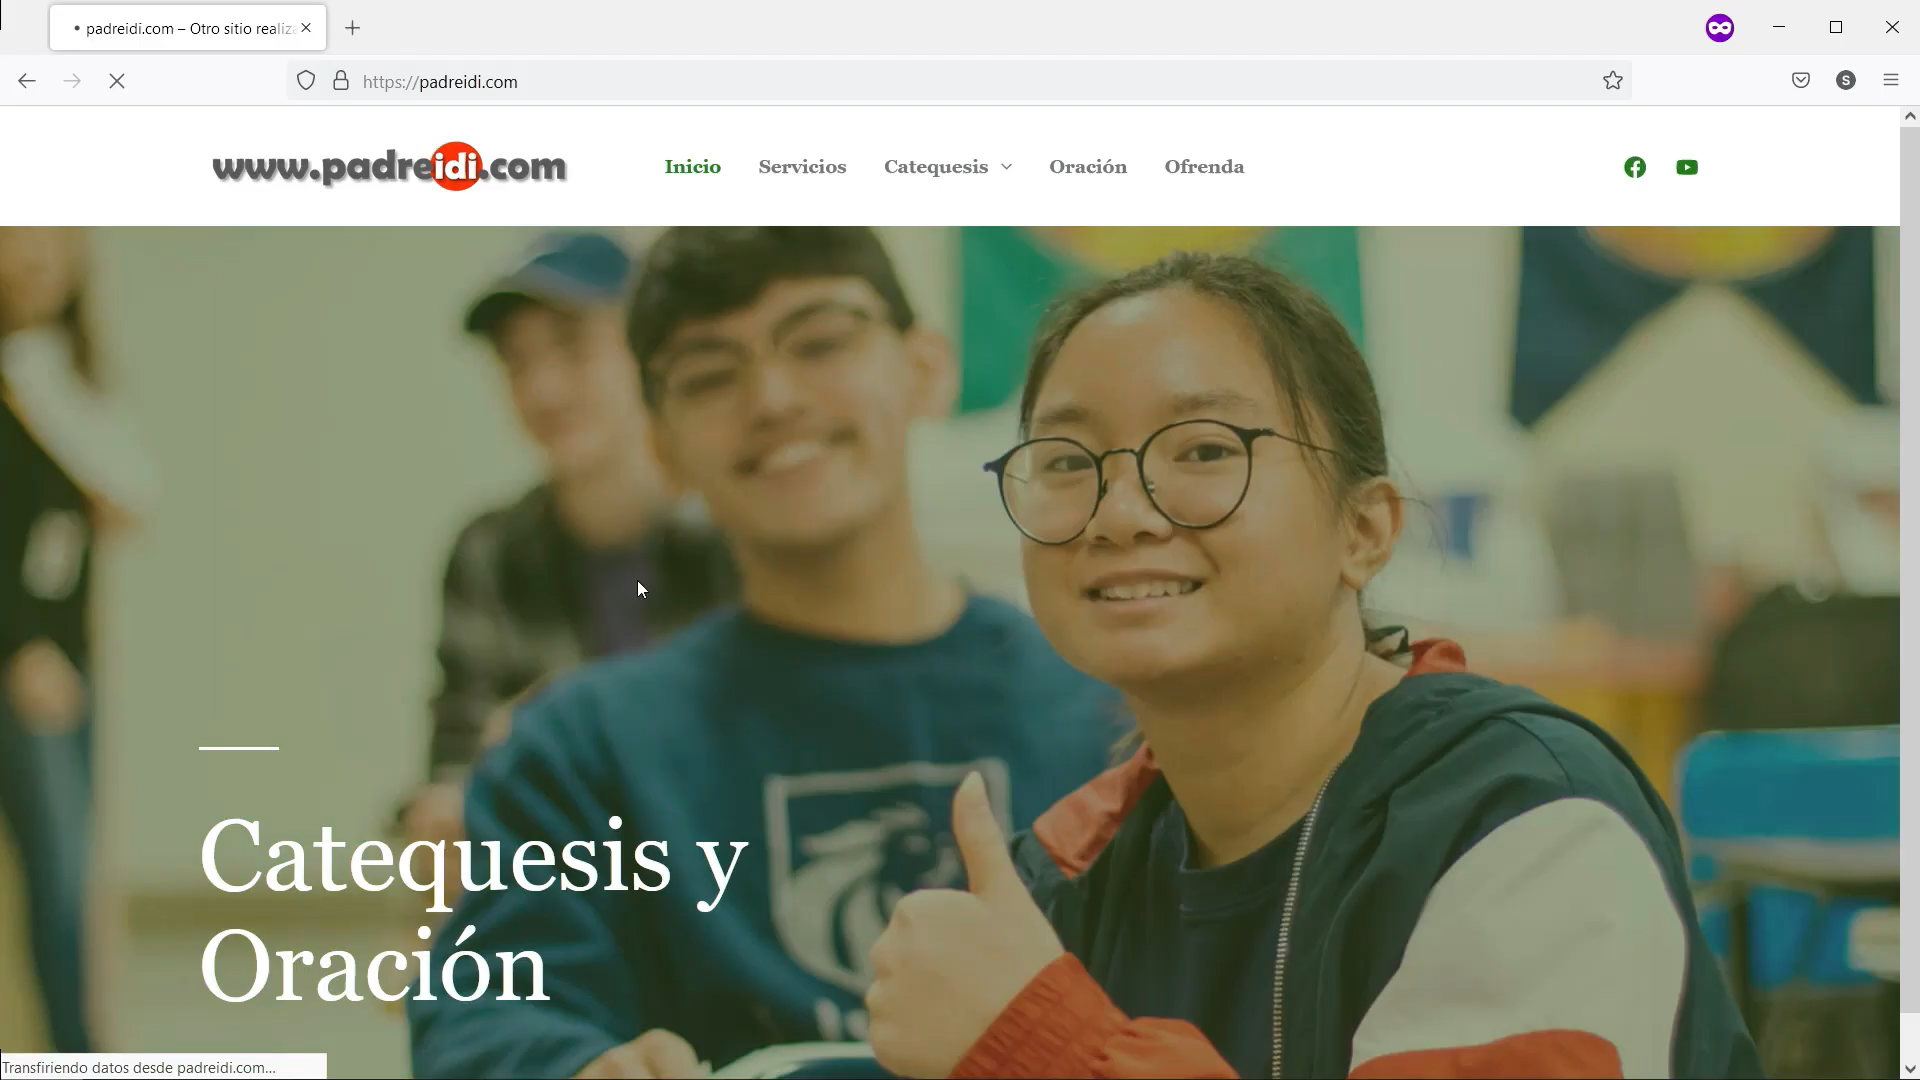 padreidi.com – Otro sitio realiza
https://padreidi.com
S
www.padreidi.com
Inicio
Servicios
Catequesis
Oración
Ofrenda
Catequesis y
Oración
Transfiriendo datos desde padreidi.com...